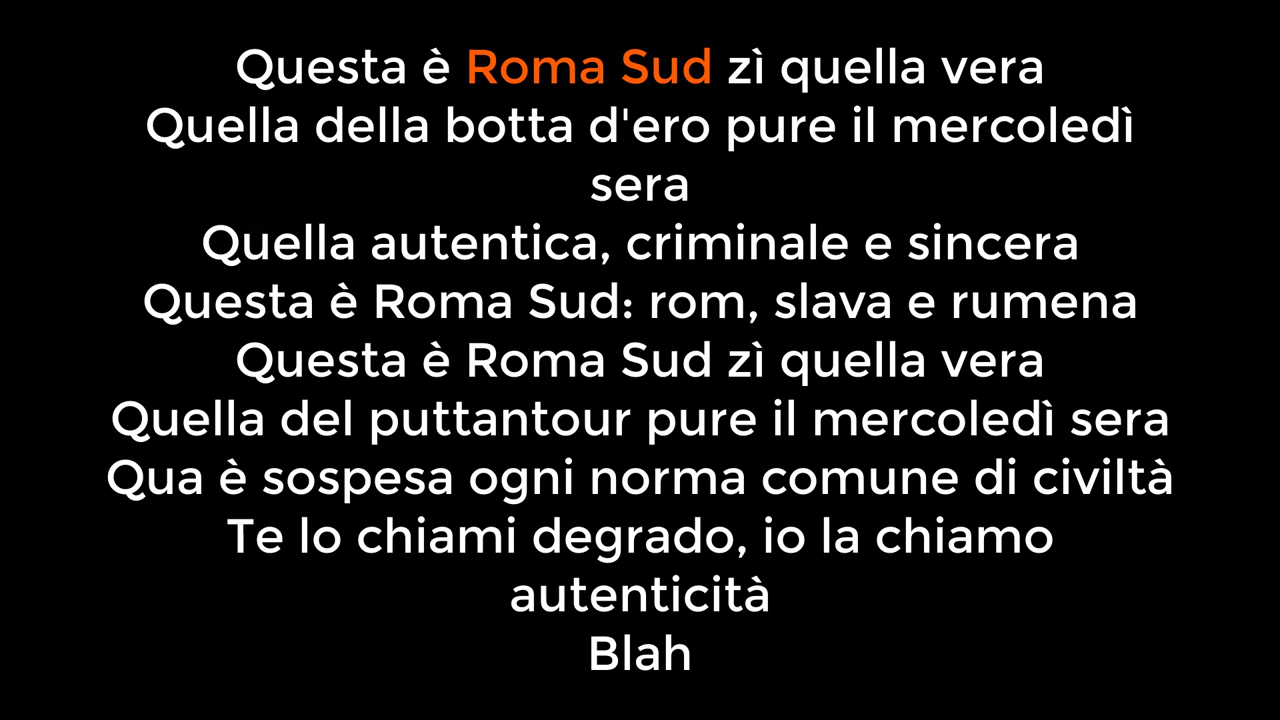 Questa è Roma Sud zì quella vera
Quella della botta d'ero pure il mercoledì
sera
Quella autentica, criminale e sincera
Questa è Roma Sud: rom, slava e rumena
Questa è Roma Sud zì quella vera
Quella del puttantour pure il mercoledì sera
Qua è sospesa ogni norma comune di civiltà
Te lo chiami degrado, io la chiamo
autenticità
Blah